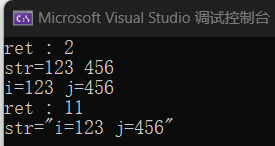 Microsoft Visual Studio 调试控制台
ret : 2
str=123 456
i=123 j=456
ret : 11
str="i=123 j=456"